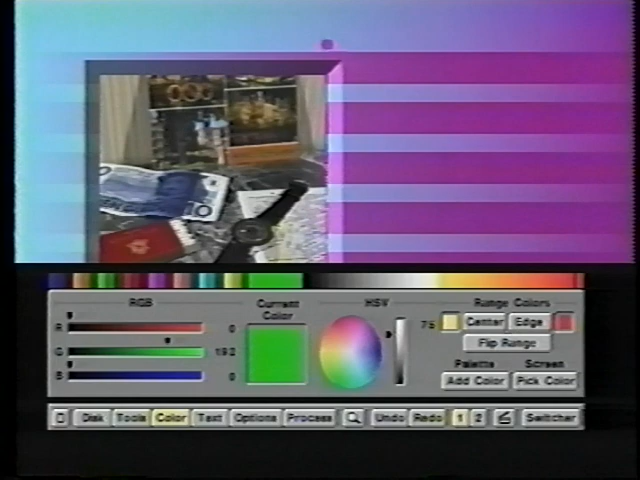 RGB
Current
Color
HSV
Range Colors
R 0
G 192
B 0
75
Center Edge
Flip Range
Palette Screen
Add Color Pick Color
Disk Tools Color Text Options Process Undo Redo 1 2 Switcher